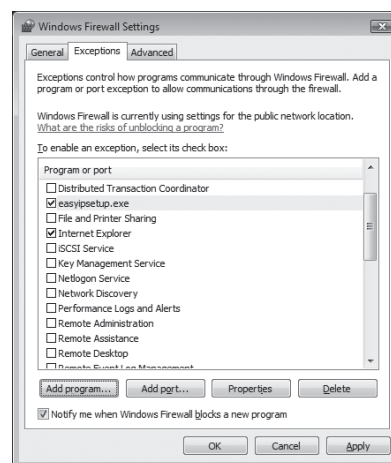 Windows Firewall Settings
General Exceptions Advanced
Exceptions control how programs communicate through Windows Firewall. Add a
program or port exception to allow communications through the firewall.
Windows Firewall is currently using settings for the public network location.
What are the risks of unblocking a program?
To enable an exception, select its check box:
Program or port
Distributed Transaction Coordinator
easyipsetup.exe
File and Printer Sharing
Internet Explorer
iSCSI Service
Key Management Service
Netlogon Service
Network Discovery
Performance Logs and Alerts
Remote Administration
Remote Assistance
Remote Desktop
Remote Event Log Management
Add program... Add port... Properties Delete
Notify me when Windows Firewall blocks a new program
OK Cancel Apply